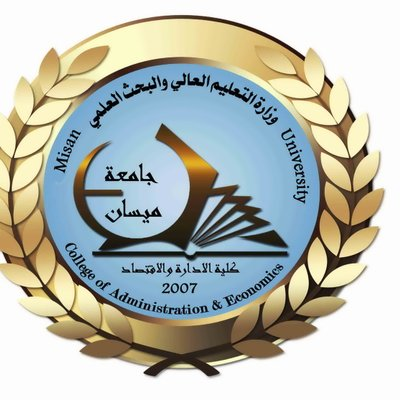 وزارة التعليم العالي والبحث العلمي
Misan University
جامعة
ميسان
كلية الادارة والاقتصاد
2007
College of Administration & Economics